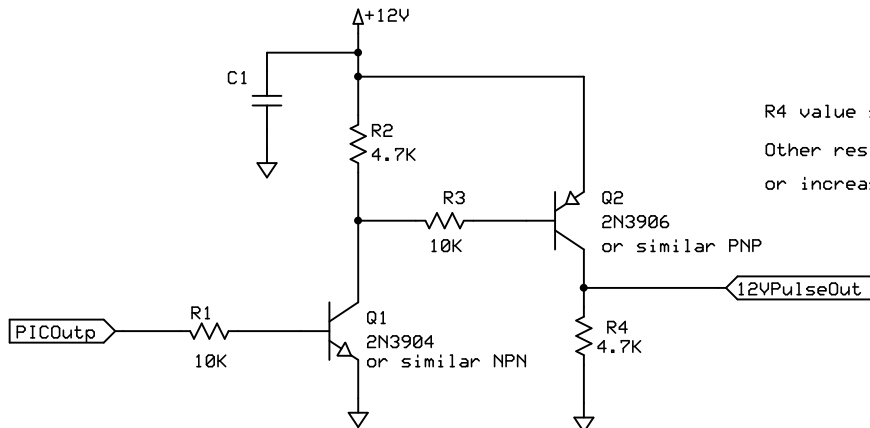 +12V
C1
R2
4.7K
R4 value
Other res
or increas
R3
10K
Q2
2N3906
or similar PNP
12VPulseOut
R1
10K
PICOutp
Q1
2N3904
or similar NPN
R4
4.7K